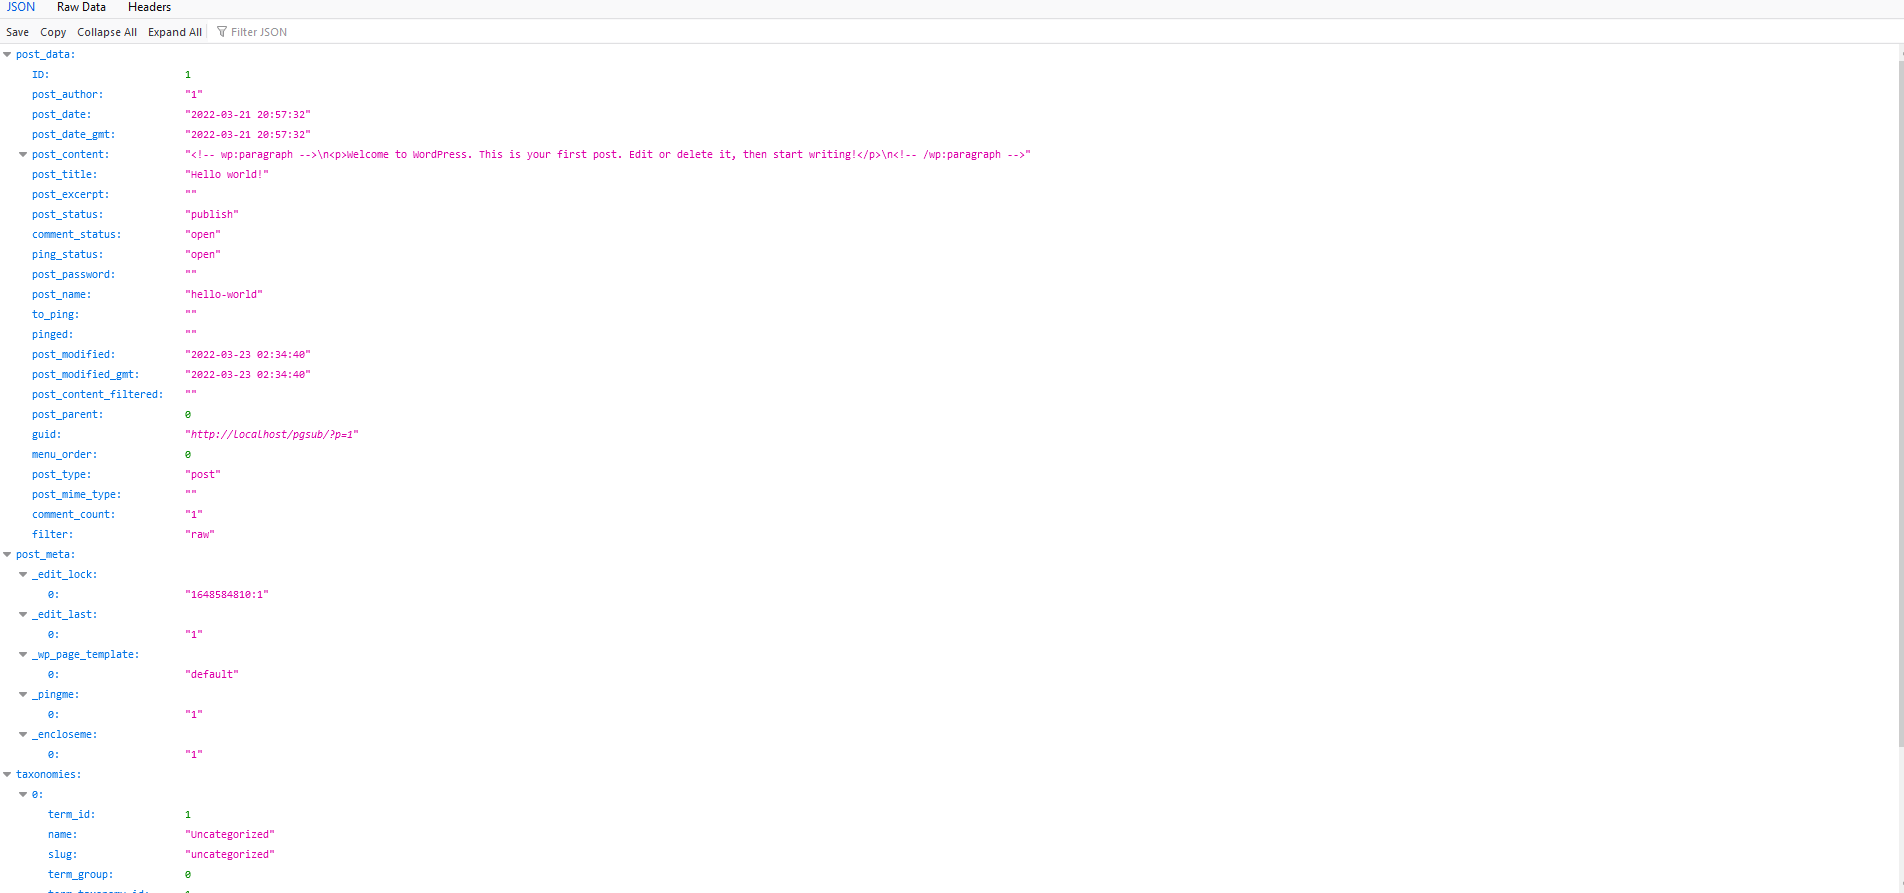 JSON Raw Data Headers
Save Copy Collapse All Expand All Filter JSON
post_data:
ID: 1
post_author: "1"
post_date: "2022-03-21 20:57:32"
post_date_gmt: "2022-03-21 20:57:32"
post_content: "<!-- wp:paragraph -->\n<p>Welcome to WordPress. This is your first post. Edit or delete it, then start writing!</p>\n<!-- /wp:paragraph -->"
post_title: "Hello world!"
post_excerpt: ""
post_status: "publish"
comment_status: "open"
ping_status: "open"
post_password: ""
post_name: "hello-world"
to_ping: ""
pinged: ""
post_modified: "2022-03-23 02:34:40"
post_modified_gmt: "2022-03-23 02:34:40"
post_content_filtered: ""
post_parent: 0
guid: "http://localhost/pgsub/?p=1"
menu_order: 0
post_type: "post"
post_mime_type: ""
comment_count: "1"
filter: "raw"
post_meta:
_edit_lock:
0: "1648584810:1"
_edit_last:
0: "1"
_wp_page_template:
0: "default"
_pingme:
0: "1"
_encloseme:
0: "1"
taxonomies:
0:
term_id: 1
name: "Uncategorized"
slug: "uncategorized"
term_group: 0
term_taxonomy_id: 1